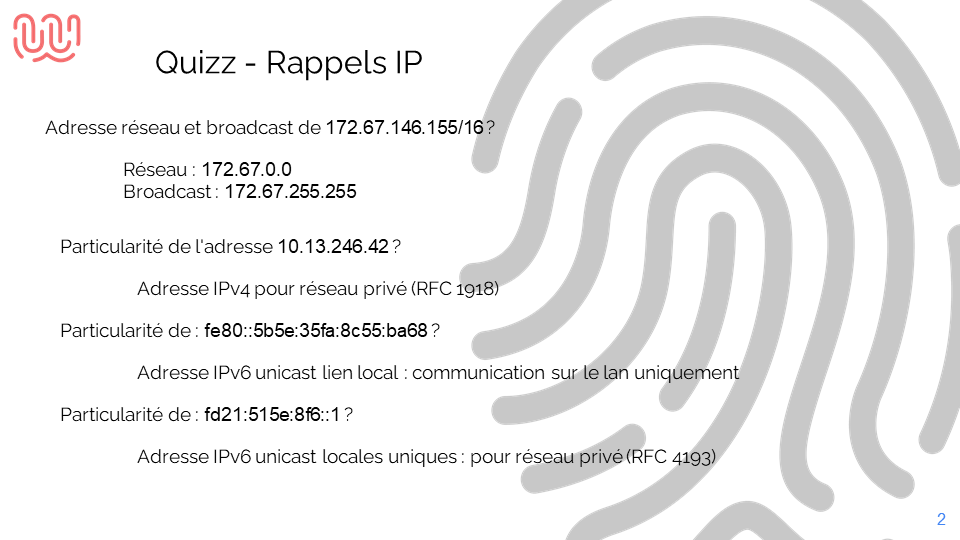 Quizz - Rappels IP
Adresse réseau et broadcast de 172.67.146.155/16 ?
Réseau : 172.67.0.0
Broadcast : 172.67.255.255
Particularité de l'adresse 10.13.246.42 ?
Adresse IPv4 pour réseau privé (RFC 1918)
Particularité de : fe80::5b5e:35fa:8c55:ba68 ?
Adresse IPv6 unicast lien local : communication sur le lan uniquement
Particularité de : fd21:515e:8f6::1 ?
Adresse IPv6 unicast locales uniques : pour réseau privé (RFC 4193)
2